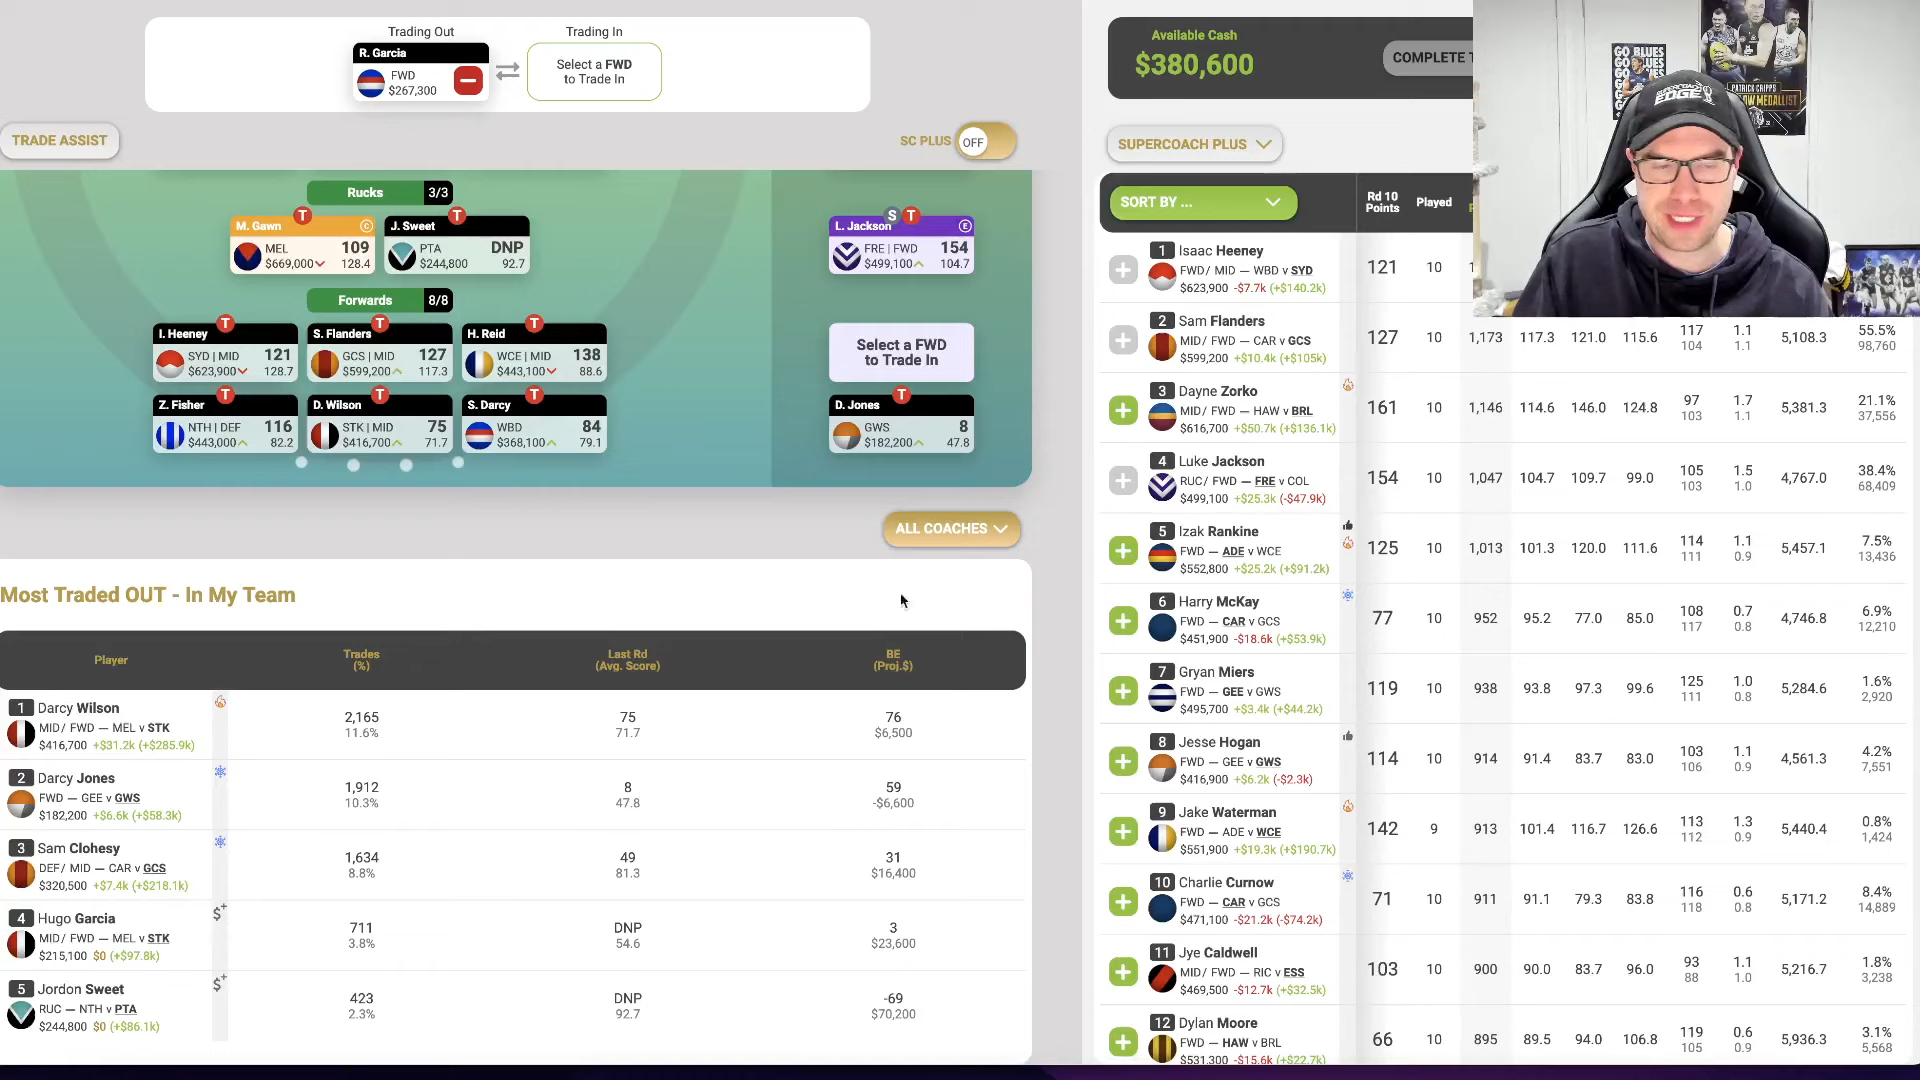 Trading Out
Trading In
R. Garcia
FWD
$267,300
Select a FWD
to Trade In
TRADE ASSIST
SC PLUS
OFF
Rucks 3/3
M. Gawn
MEL 109
$669,000 128.4
J. Sweet
PTA DNP
$244,800 92.7
L. Jackson
FRE | FWD 154
$499,100 104.7
Forwards 8/8
I. Heeney
SYD | MID 121
$623,900 128.7
S. Flanders
GCS | MID 127
$599,200 117.3
H. Reid
WCE | MID 138
$443,100 88.6
Select a FWD
to Trade In
Z. Fisher
NTH | DEF 116
$443,000 82.2
D. Wilson
STK | MID 75
$416,700 71.7
S. Darcy
WBD 84
$368,100 79.1
D. Jones
GWS 8
$182,200 47.8
ALL COACHES
Most Traded OUT - In My Team
Player
Trades
(%)
Last Rd
(Avg. Score)
BE
(Proj.$)
1 Darcy Wilson
MID/ FWD — MEL v STK
$416,700 +$31.2k (+$285.9k)
2,165
11.6%
75
71.7
76
$6,500
2 Darcy Jones
FWD — GEE v GWS
$182,200 +$6.6k (+$58.3k)
1,912
10.3%
8
47.8
59
-$6,600
3 Sam Clohesy
DEF/ MID — CAR v GCS
$320,500 +$7.4k (+$218.1k)
1,634
8.8%
49
81.3
31
$16,400
4 Hugo Garcia
MID/ FWD — MEL v STK
$215,100 $0 (+$97.8k)
711
3.8%
DNP
54.6
3
$23,600
5 Jordon Sweet
RUC — NTH v PTA
$244,800 $0 (+$86.1k)
423
2.3%
DNP
92.7
-69
$70,200
Available Cash
$380,600
COMPLETE T
SUPERCOACH PLUS
SORT BY ...
Rd 10
Points
Played
1 Isaac Heeney
FWD/ MID — WBD v SYD
$623,900 -$7.7k (+$140.2k)
121 10
2 Sam Flanders
MID/ FWD — CAR v GCS
$599,200 +$10.4k (+$105k)
127 10 1,173 117.3 121.0 115.6 117 104 1.1 1.1 5,108.3 55.5% 98,760
3 Dayne Zorko
MID/ FWD — HAW v BRL
$616,700 +$50.7k (+$136.1k)
161 10 1,146 114.6 146.0 124.8 97 103 1.7 1.1 5,381.3 21.1% 37,556
4 Luke Jackson
RUC/ FWD — FRE v COL
$499,100 +$25.3k (-$47.9k)
154 10 1,047 104.7 109.7 99.0 105 103 1.5 1.0 4,767.0 38.4% 68,409
5 Izak Rankine
FWD — ADE v WCE
$552,800 +$25.2k (+$91.2k)
125 10 1,013 101.3 120.0 111.6 114 111 1.1 0.9 5,457.1 7.5% 13,436
6 Harry McKay
FWD — CAR v GCS
$451,900 -$18.6k (+$53.9k)
77 10 952 95.2 77.0 85.0 108 117 0.7 0.8 4,746.8 6.9% 12,210
7 Gryan Miers
FWD — GEE v GWS
$495,700 +$3.4k (+$44.2k)
119 10 938 93.8 97.3 99.6 125 111 1.0 0.8 5,284.6 1.6% 2,920
8 Jesse Hogan
FWD — GEE v GWS
$416,900 +$6.2k (-$2.3k)
114 10 914 91.4 83.7 83.0 103 106 1.1 0.9 4,561.3 4.2% 7,551
9 Jake Waterman
FWD — ADE v WCE
$551,900 +$19.3k (+$190.7k)
142 9 913 101.4 116.7 126.6 113 112 1.3 0.9 5,440.4 0.8% 1,424
10 Charlie Curnow
FWD — CAR v GCS
$471,100 -$21.2k (-$74.2k)
71 10 911 91.1 79.3 83.8 116 118 0.6 0.8 5,171.2 8.4% 14,889
11 Jye Caldwell
MID/ FWD — RIC v ESS
$469,500 -$12.7k (+$32.5k)
103 10 900 90.0 83.7 96.0 93 88 1.1 1.0 5,216.7 1.8% 3,238
12 Dylan Moore
FWD — HAW v BRL
$531,300 -$15.6k (+$22.7k)
66 10 895 89.5 94.0 106.8 119 105 0.6 0.9 5,936.3 3.1% 5,568
GO BLUES
PATRICK CRIPPS
SUPERCOACH
EDGE